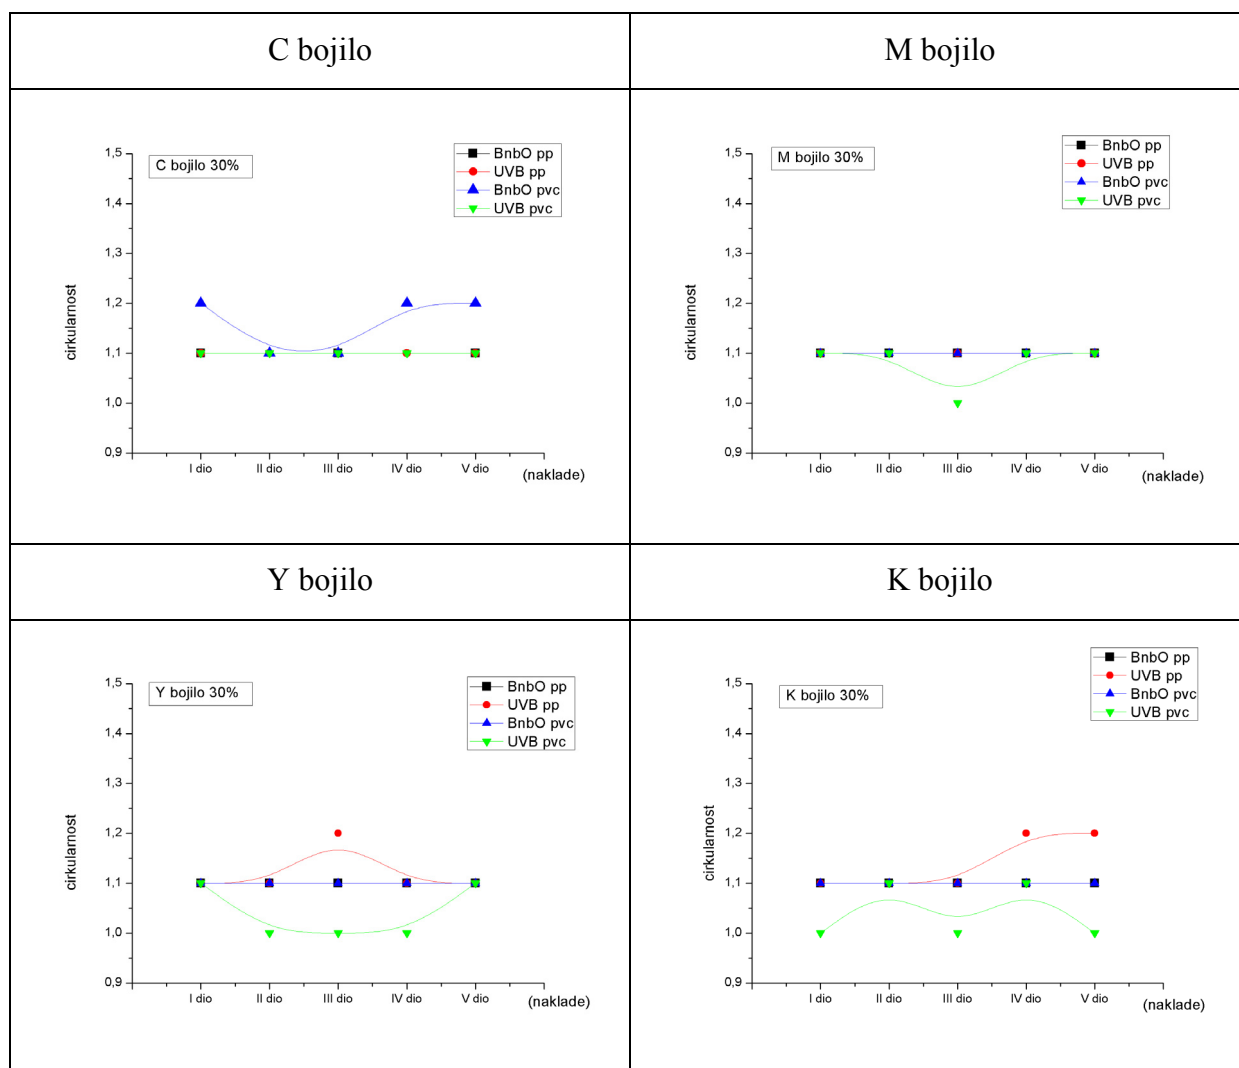 C bojilo
M bojilo
C bojilo 30%
BnbO pp
UVB pp
BnbO pvc
UVB pvc
1,5
1,4
1,3
1,2
1,1
1,0
0,9
cirkularnost
I dio II dio III dio IV dio V dio
(naklade)
M bojilo 30%
BnbO pp
UVB pp
BnbO pvc
UVB pvc
1,5
1,4
1,3
1,2
1,1
1,0
0,9
cirkularnost
I dio II dio III dio IV dio V dio
(naklade)
Y bojilo
K bojilo
Y bojilo 30%
BnbO pp
UVB pp
BnbO pvc
UVB pvc
1,5
1,4
1,3
1,2
1,1
1,0
0,9
cirkularnost
I dio II dio III dio IV dio V dio
(naklade)
K bojilo 30%
BnbO pp
UVB pp
BnbO pvc
UVB pvc
1,5
1,4
1,3
1,2
1,1
1,0
0,9
cirkularnost
I dio II dio III dio IV dio V dio
(naklade)